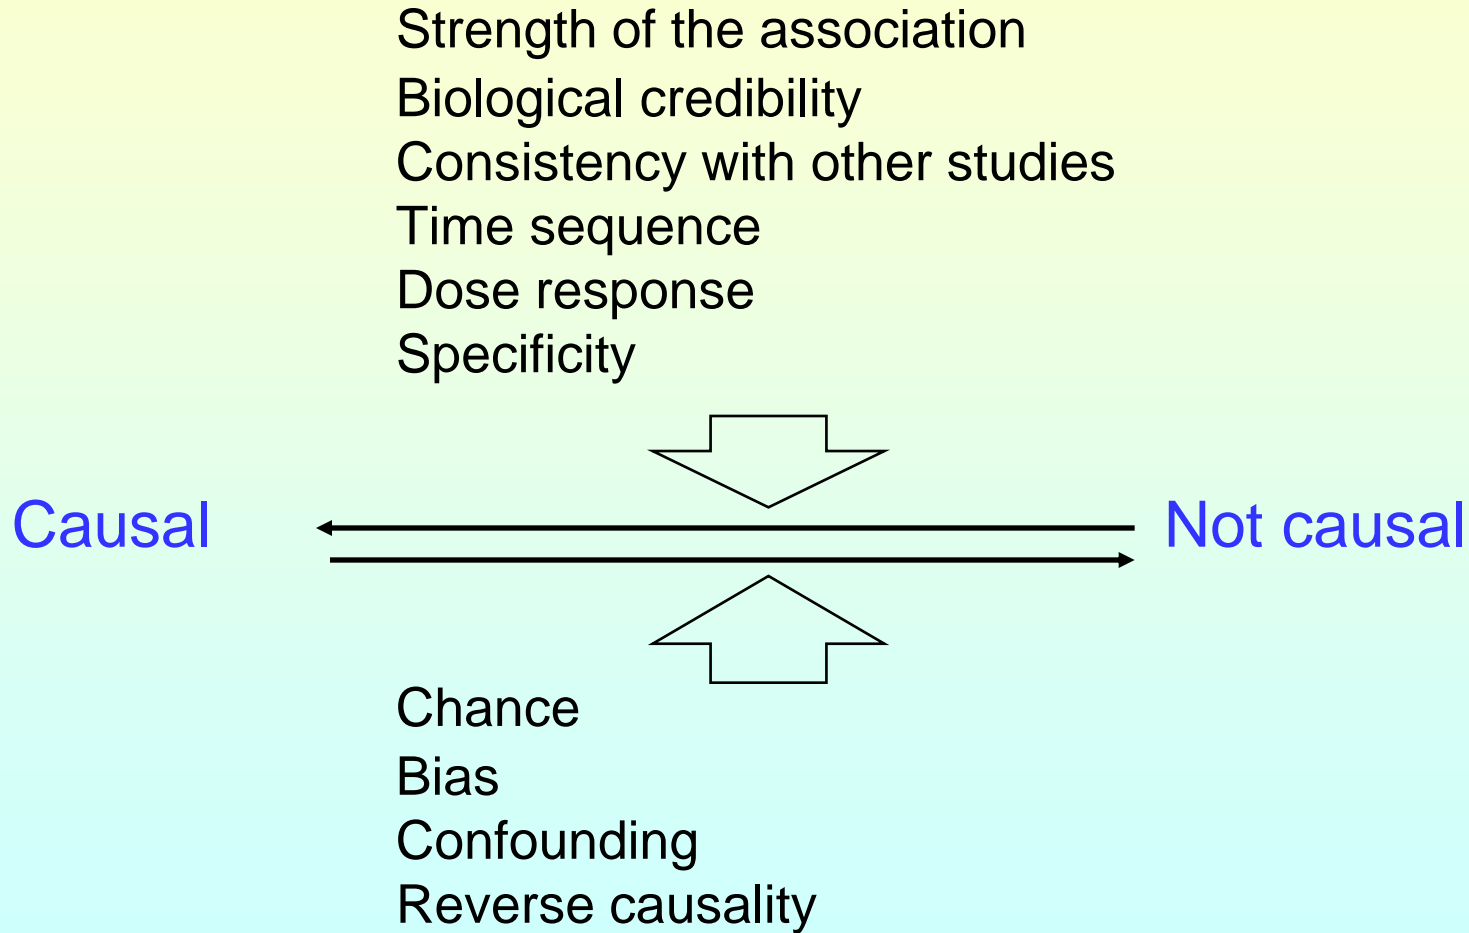 Strength of the association
Biological credibility
Consistency with other studies
Time sequence
Dose response
Specificity
Causal
Not causal
Chance
Bias
Confounding
Reverse causality